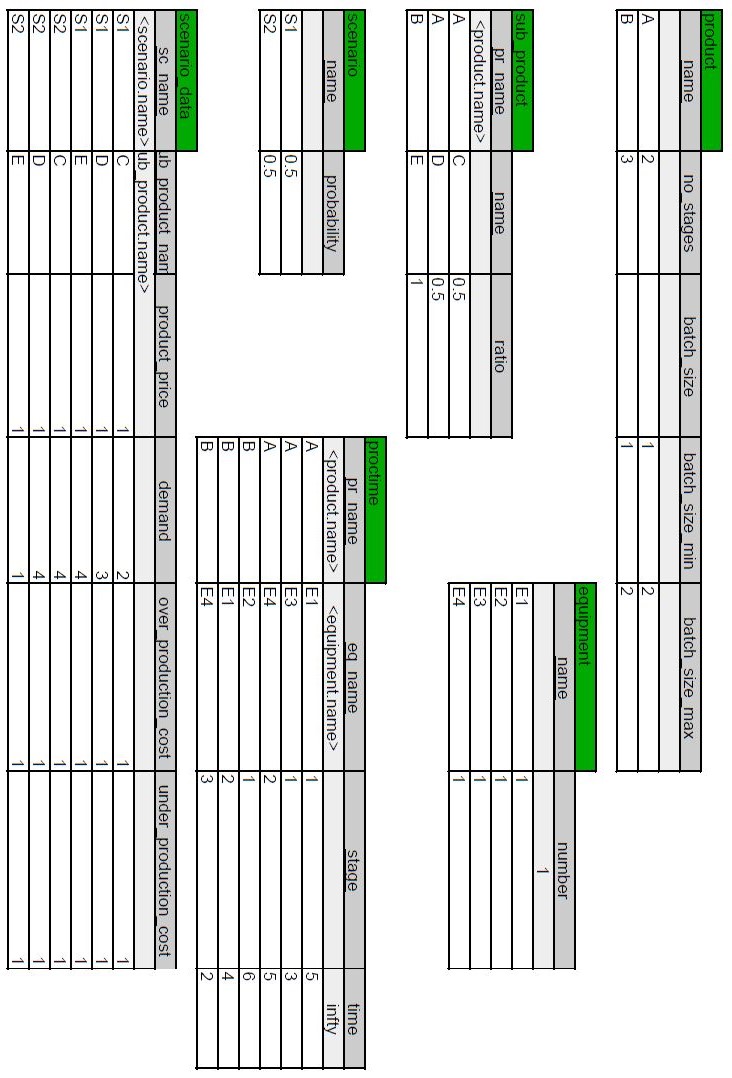 product
name no_stages batch_size batch_size_min batch_size_max
A 2 1 2
B 3 1 2
equipment
name number
1
E1 1
E2 1
E3 1
E4 1
sub_product
pr_name name ratio
<product.name>
A C 0.5
A D 0.5
B E 1
proctime
pr_name eq_name stage time
<product.name> <equipment.name> infty
A E1 1 5
A E3 1 3
A E4 2 5
B E2 1 6
B E1 2 4
B E4 3 2
scenario
name probability
S1 0.5
S2 0.5
scenario_data
sc_name ub_product_nam product_price demand over_production_cost under_production_cost
<scenario.name> ub_product.name>
S1 C 1 2 1 1
S1 D 1 3 1 1
S1 E 1 4 1 1
S2 C 1 4 1 1
S2 D 1 4 1 1
S2 E 1 1 1 1